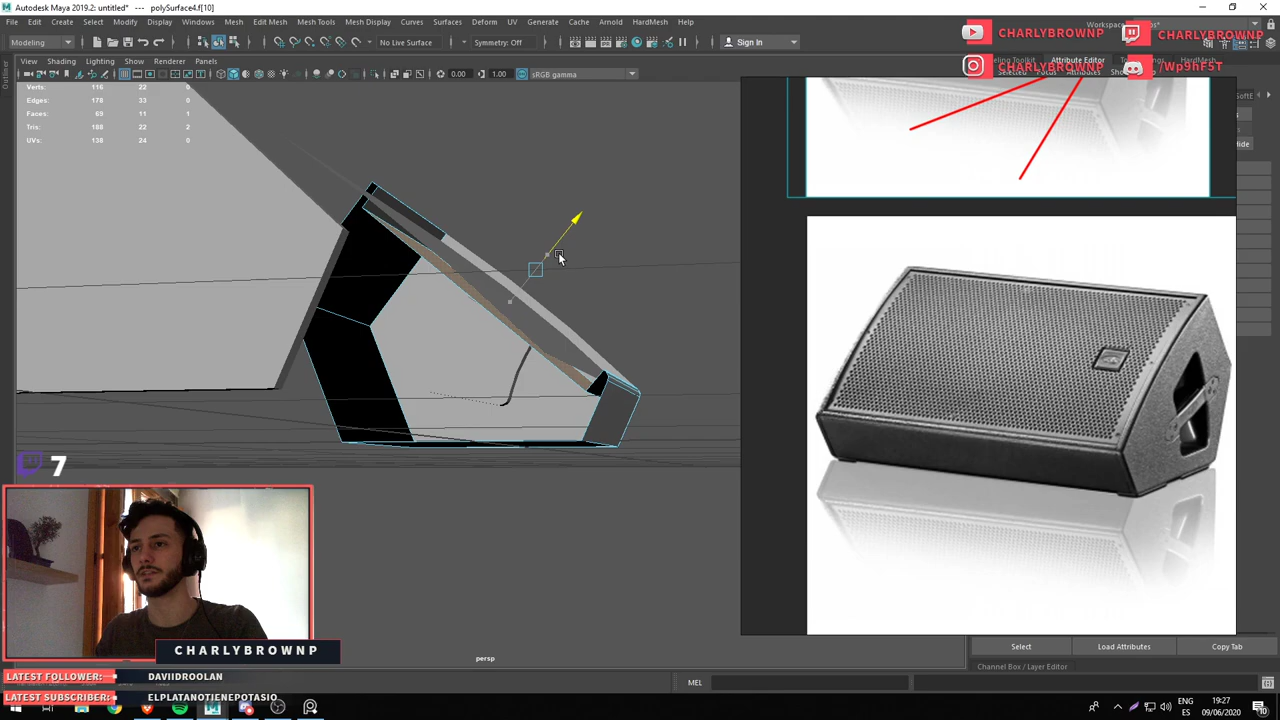 Autodesk Maya 2019.2: untitled* --- polySurface4.f[10]
File Edit Create Select Modify Display Windows Mesh Edit Mesh Mesh Tools Mesh Display Curves Surfaces Deform UV Generate Cache Arnold HardMesh Help
Modeling No Live Surface Symmetry: Off Sign In
CHARLYBROWNP CHARLYBROWNP
CHARLYBROWNP /Wp9hF5T
View Shading Lighting Show Renderer Panels
Attribute Editor
0.00 1.00 sRGB gamma
Outliner
Verts: 116 22 0
Edges: 178 33 0
Faces: 69 11 1
Tris: 188 22 2
UVs: 138 24 0
7
CHARLYBROWNP
persp
LATEST FOLLOWER: DAVIIDROOLAN
LATEST SUBSCRIBER: ELPLATANOTIENEPOTASIO
Select Load Attributes Copy Tab
Channel Box / Layer Editor
MEL
ENG
ES
19:27
09/06/2020